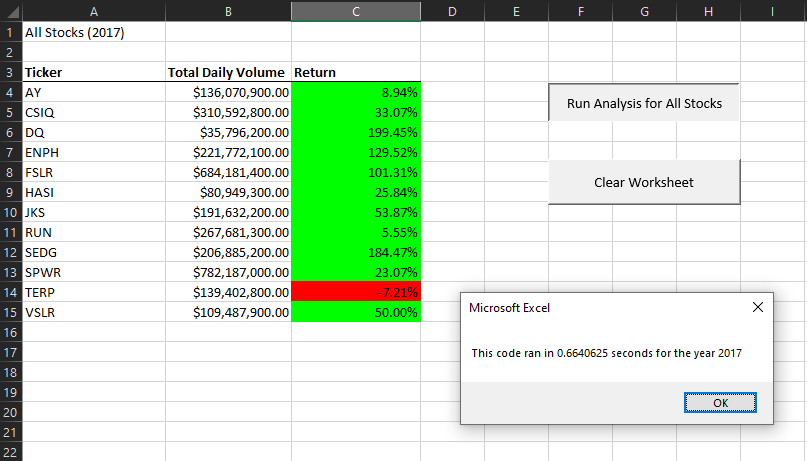 A B C D E F G H I
1 All Stocks (2017)
2
3 Ticker Total Daily Volume Return
4 AY $136,070,900.00 8.94%
5 CSIQ $310,592,800.00 33.07%
6 DQ $35,796,200.00 199.45%
7 ENPH $221,772,100.00 129.52%
8 FSLR $684,181,400.00 101.31%
9 HASI $80,949,300.00 25.84%
10 JKS $191,632,200.00 53.87%
11 RUN $267,681,300.00 5.55%
12 SEDG $206,885,200.00 184.47%
13 SPWR $782,187,000.00 23.07%
14 TERP $139,402,800.00 -7.21%
15 VSLR $109,487,900.00 50.00%
16
17
18
19
20
21
22
Run Analysis for All Stocks
Clear Worksheet
Microsoft Excel
This code ran in 0.6640625 seconds for the year 2017
OK